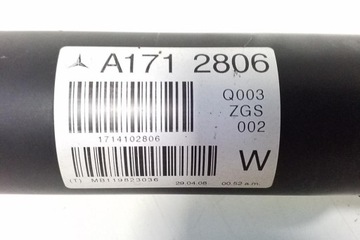 A171 2806
Q003
ZGS
002
1714102806
W
(T) MB119823036 29.04.08 00.52 a.m.